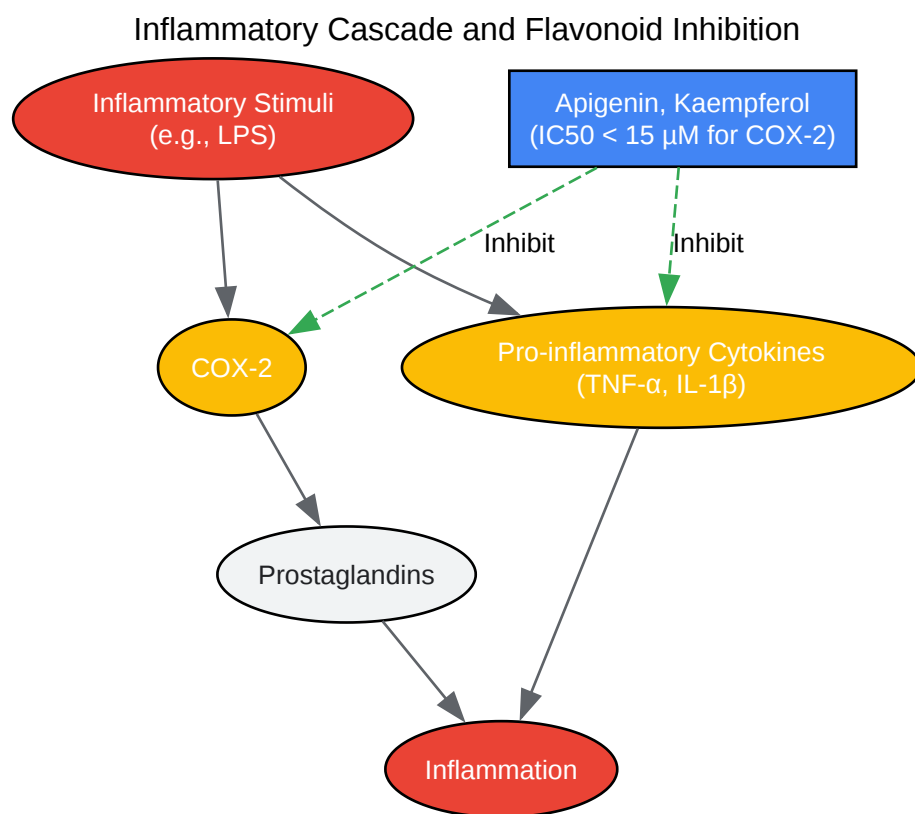 Inflammatory Cascade and Flavonoid Inhibition
Inflammatory Stimuli
(e.g., LPS)
Apigenin, Kaempferol
(IC50 < 15 µM for COX-2)
Inhibit
Inhibit
COX-2
Pro-inflammatory Cytokines
(TNF-α, IL-1β)
Prostaglandins
Inflammation